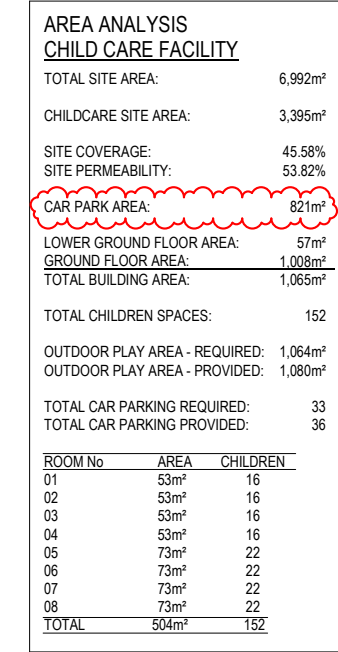 AREA ANALYSIS
CHILD CARE FACILITY
TOTAL SITE AREA: 6,992m²
CHILDCARE SITE AREA: 3,395m²
SITE COVERAGE: 45.58%
SITE PERMEABILITY: 53.82%
CAR PARK AREA: 821m²
LOWER GROUND FLOOR AREA: 57m²
GROUND FLOOR AREA: 1,008m²
TOTAL BUILDING AREA: 1,065m²
TOTAL CHILDREN SPACES: 152
OUTDOOR PLAY AREA - REQUIRED: 1,064m²
OUTDOOR PLAY AREA - PROVIDED: 1,080m²
TOTAL CAR PARKING REQUIRED: 33
TOTAL CAR PARKING PROVIDED: 36
ROOM No AREA CHILDREN
01 53m² 16
02 53m² 16
03 53m² 16
04 53m² 16
05 73m² 22
06 73m² 22
07 73m² 22
08 73m² 22
TOTAL 504m² 152